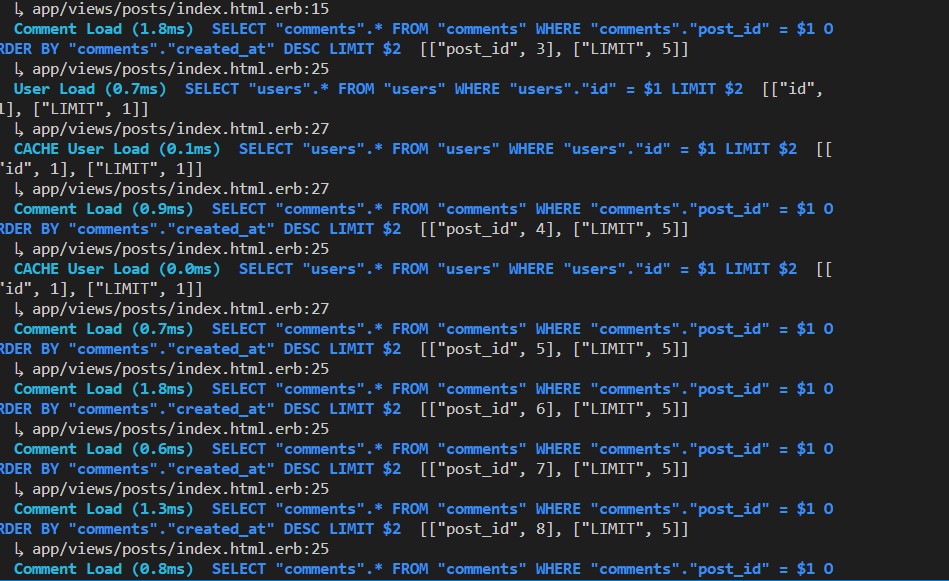 ↳ app/views/posts/index.html.erb:15
Comment Load (1.8ms)  SELECT "comments".* FROM "comments" WHERE "comments"."post_id" = $1 O
RDER BY "comments"."created_at" DESC LIMIT $2  [["post_id", 3], ["LIMIT", 5]]
↳ app/views/posts/index.html.erb:25
User Load (0.7ms)  SELECT "users".* FROM "users" WHERE "users"."id" = $1 LIMIT $2  [["id",
1], ["LIMIT", 1]]
↳ app/views/posts/index.html.erb:27
CACHE User Load (0.1ms)  SELECT "users".* FROM "users" WHERE "users"."id" = $1 LIMIT $2  [[
"id", 1], ["LIMIT", 1]]
↳ app/views/posts/index.html.erb:27
Comment Load (0.9ms)  SELECT "comments".* FROM "comments" WHERE "comments"."post_id" = $1 O
RDER BY "comments"."created_at" DESC LIMIT $2  [["post_id", 4], ["LIMIT", 5]]
↳ app/views/posts/index.html.erb:25
CACHE User Load (0.0ms)  SELECT "users".* FROM "users" WHERE "users"."id" = $1 LIMIT $2  [[
"id", 1], ["LIMIT", 1]]
↳ app/views/posts/index.html.erb:27
Comment Load (0.7ms)  SELECT "comments".* FROM "comments" WHERE "comments"."post_id" = $1 O
RDER BY "comments"."created_at" DESC LIMIT $2  [["post_id", 5], ["LIMIT", 5]]
↳ app/views/posts/index.html.erb:25
Comment Load (1.8ms)  SELECT "comments".* FROM "comments" WHERE "comments"."post_id" = $1 O
RDER BY "comments"."created_at" DESC LIMIT $2  [["post_id", 6], ["LIMIT", 5]]
↳ app/views/posts/index.html.erb:25
Comment Load (0.6ms)  SELECT "comments".* FROM "comments" WHERE "comments"."post_id" = $1 O
RDER BY "comments"."created_at" DESC LIMIT $2  [["post_id", 7], ["LIMIT", 5]]
↳ app/views/posts/index.html.erb:25
Comment Load (1.3ms)  SELECT "comments".* FROM "comments" WHERE "comments"."post_id" = $1 O
RDER BY "comments"."created_at" DESC LIMIT $2  [["post_id", 8], ["LIMIT", 5]]
↳ app/views/posts/index.html.erb:25
Comment Load (0.8ms)  SELECT "comments".* FROM "comments" WHERE "comments"."post_id" = $1 O